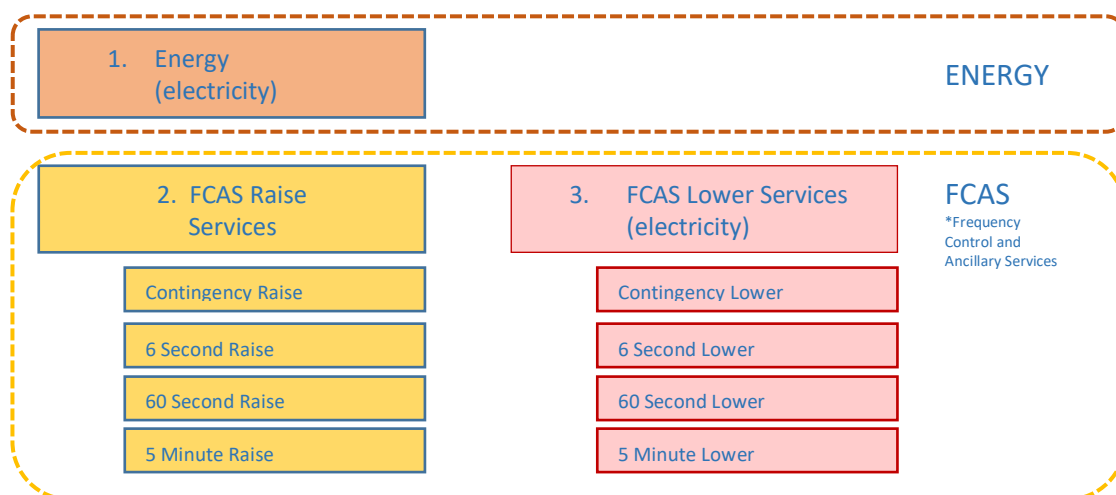 1. Energy
(electricity)
ENERGY
2. FCAS Raise
Services
3. FCAS Lower Services
(electricity)
FCAS
*Frequency
Control and
Ancillary Services
Contingency Raise
Contingency Lower
6 Second Raise
6 Second Lower
60 Second Raise
60 Second Lower
5 Minute Raise
5 Minute Lower